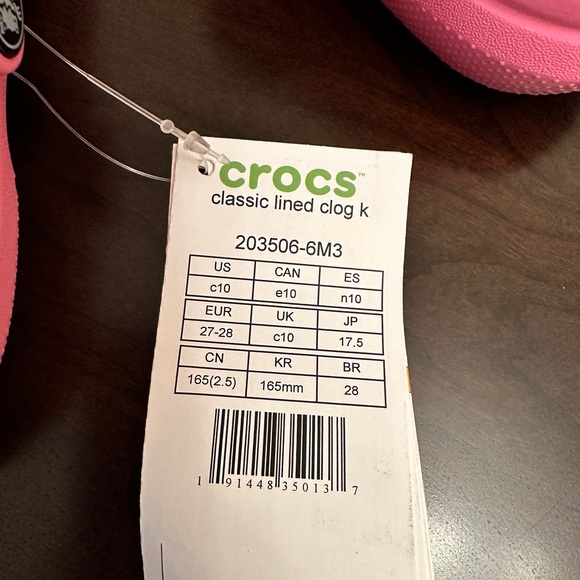 crocs™
classic lined clog k
203506-6M3
US CAN ES
c10 e10 n10
EUR UK JP
27-28 c10 17.5
CN KR BR
165(2.5) 165mm 28
1 91448 35013 7